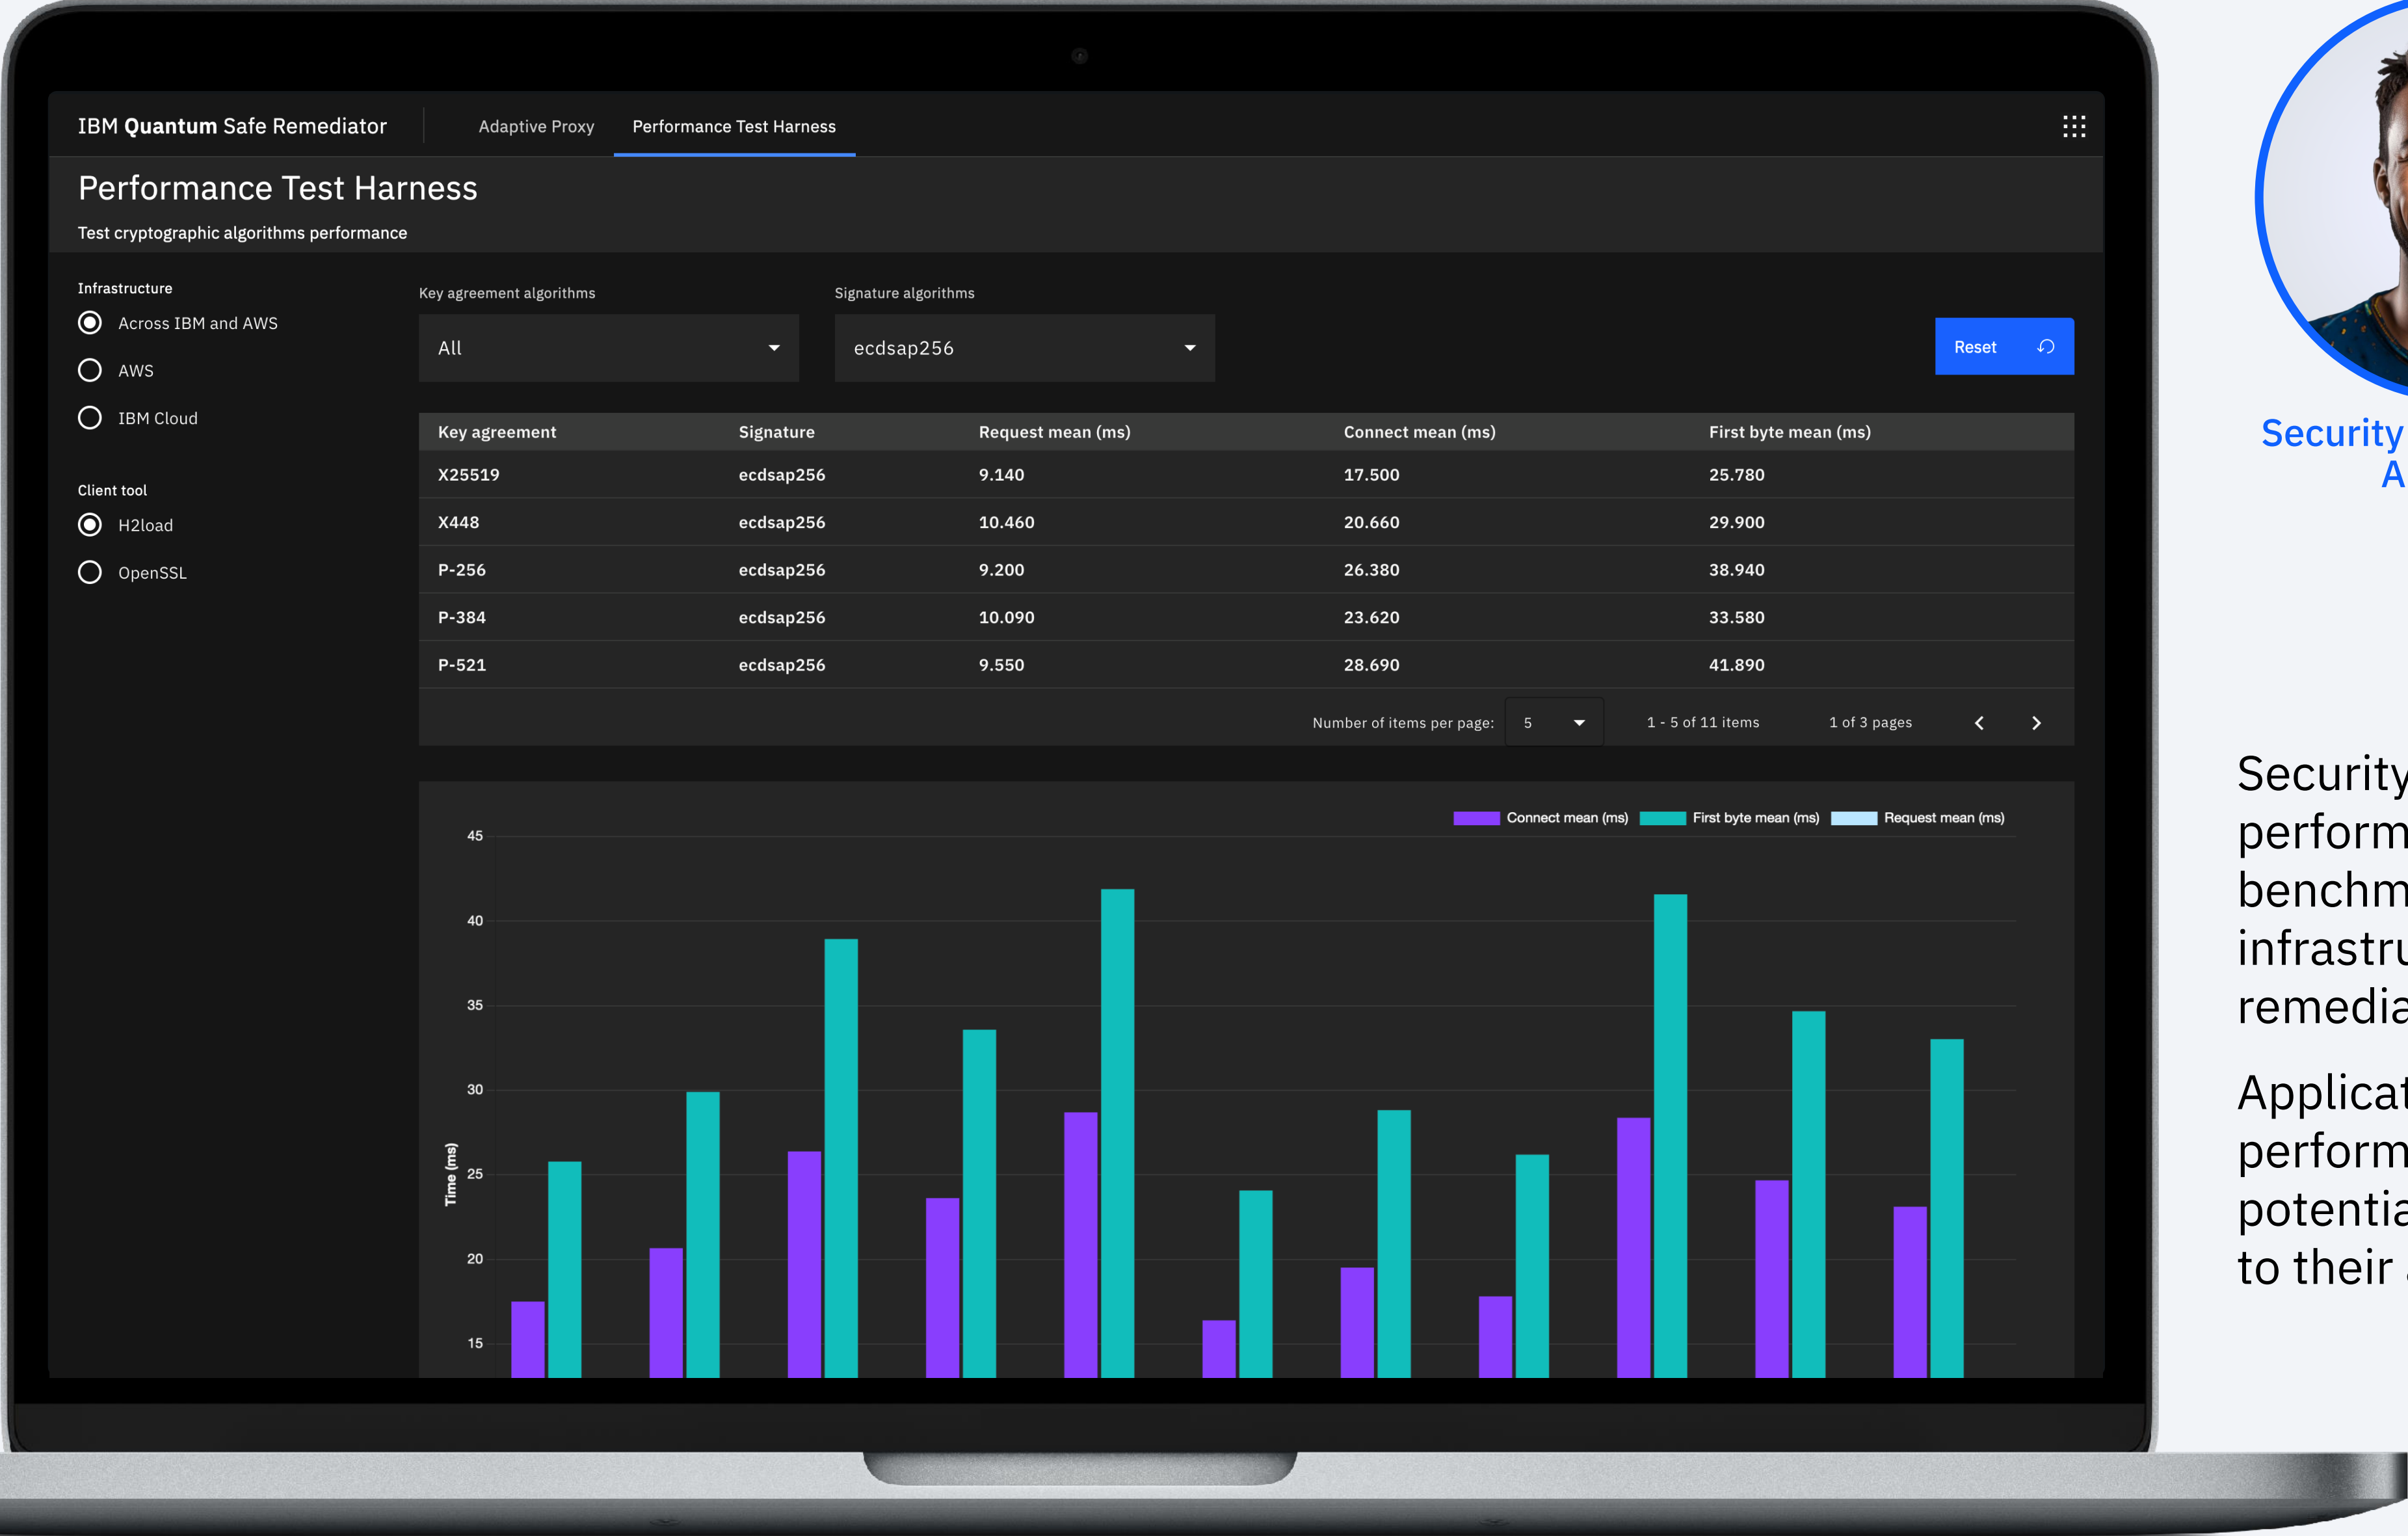 IBM Quantum Safe Remediator
Adaptive Proxy
Performance Test Harness
Performance Test Harness
Test cryptographic algorithms performance
Infrastructure
Across IBM and AWS
AWS
IBM Cloud
Client tool
H2load
OpenSSL
Key agreement algorithms
All
Signature algorithms
ecdsap256
Reset
Key agreement Signature Request mean (ms) Connect mean (ms) First byte mean (ms)
X25519 ecdsap256 9.140 17.500 25.780
X448 ecdsap256 10.460 20.660 29.900
P-256 ecdsap256 9.200 26.380 38.940
P-384 ecdsap256 10.090 23.620 33.580
P-521 ecdsap256 9.550 28.690 41.890
Number of items per page: 5 1 - 5 of 11 items 1 of 3 pages
Connect mean (ms) First byte mean (ms) Request mean (ms)
45
40
35
30
25
20
15
Time (ms)
Security
A
Security
perform
benchm
infrastru
remedia
Applicat
perform
potentia
to their